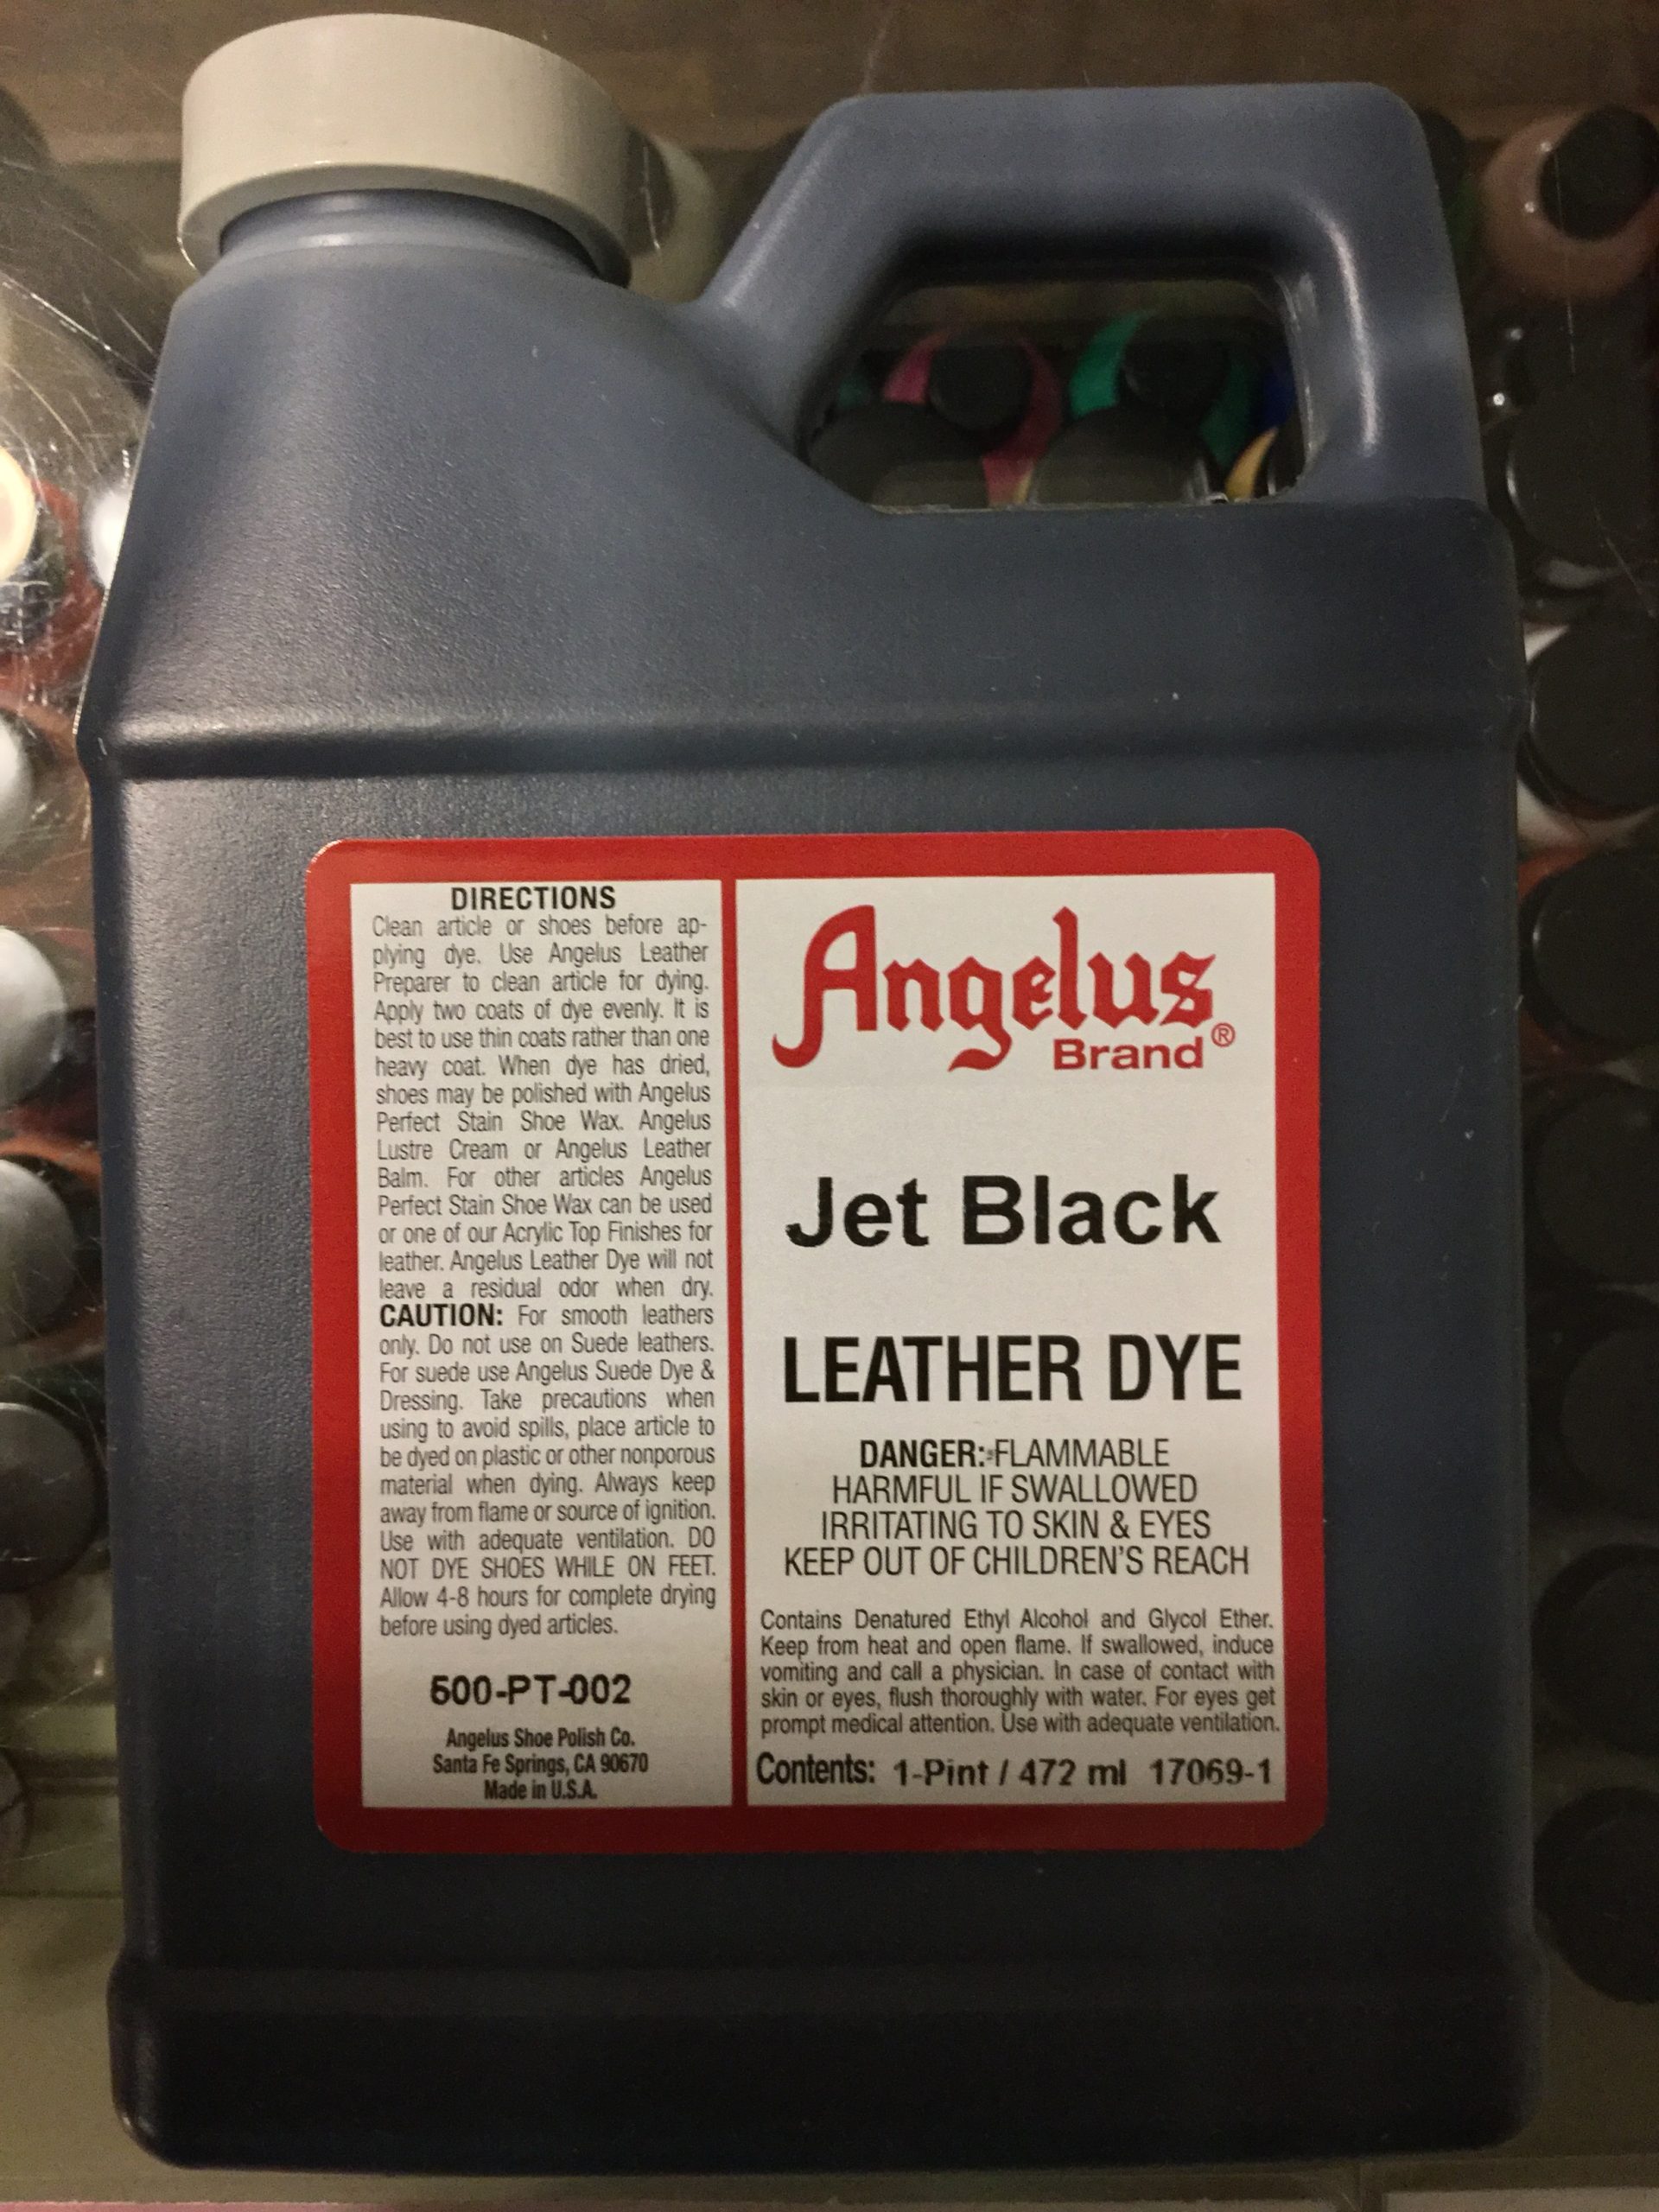 DIRECTIONS
Clean article or shoes before ap-
plying dye. Use Angelus Leather
Preparer to clean article for dying.
Apply two coats of dye evenly. It is
best to use thin coats rather than one
heavy coat. When dye has dried,
shoes may be polished with Angelus
Perfect Stain Shoe Wax. Angelus
Lustre Cream or Angelus Leather
Balm. For other articles Angelus
Perfect Stain Shoe Wax can be used
or one of our Acrylic Top Finishes for
leather. Angelus Leather Dye will not
leave a residual odor when dry.
CAUTION: For smooth leathers
only. Do not use on Suede leathers.
For suede use Angelus Suede Dye &
Dressing. Take precautions when
using to avoid spills, place article to
be dyed on plastic or other nonporous
material when dying. Always keep
away from flame or source of ignition.
Use with adequate ventilation. DO
NOT DYE SHOES WHILE ON FEET.
Allow 4-8 hours for complete drying
before using dyed articles.
500-PT-002
Angelus Shoe Polish Co.
Santa Fe Springs, CA 90670
Made in U.S.A.
Angelus®
Brand
Jet Black
LEATHER DYE
DANGER: FLAMMABLE
HARMFUL IF SWALLOWED
IRRITATING TO SKIN & EYES
KEEP OUT OF CHILDREN'S REACH
Contains Denatured Ethyl Alcohol and Glycol Ether.
Keep from heat and open flame. If swallowed, induce
vomiting and call a physician. In case of contact with
skin or eyes, flush thoroughly with water. For eyes get
prompt medical attention. Use with adequate ventilation.
Contents: 1-Pint / 472 ml 17069-1